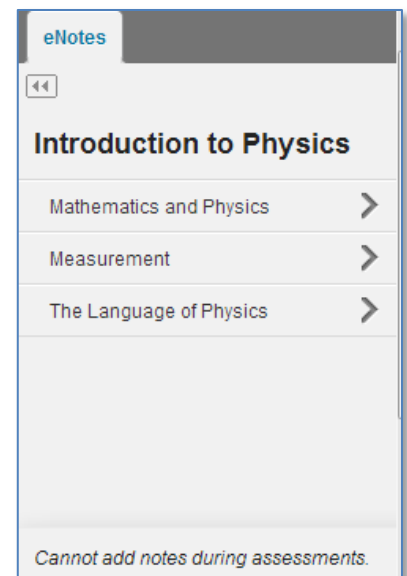 eNotes
Introduction to Physics
Mathematics and Physics
Measurement
The Language of Physics
Cannot add notes during assessments.